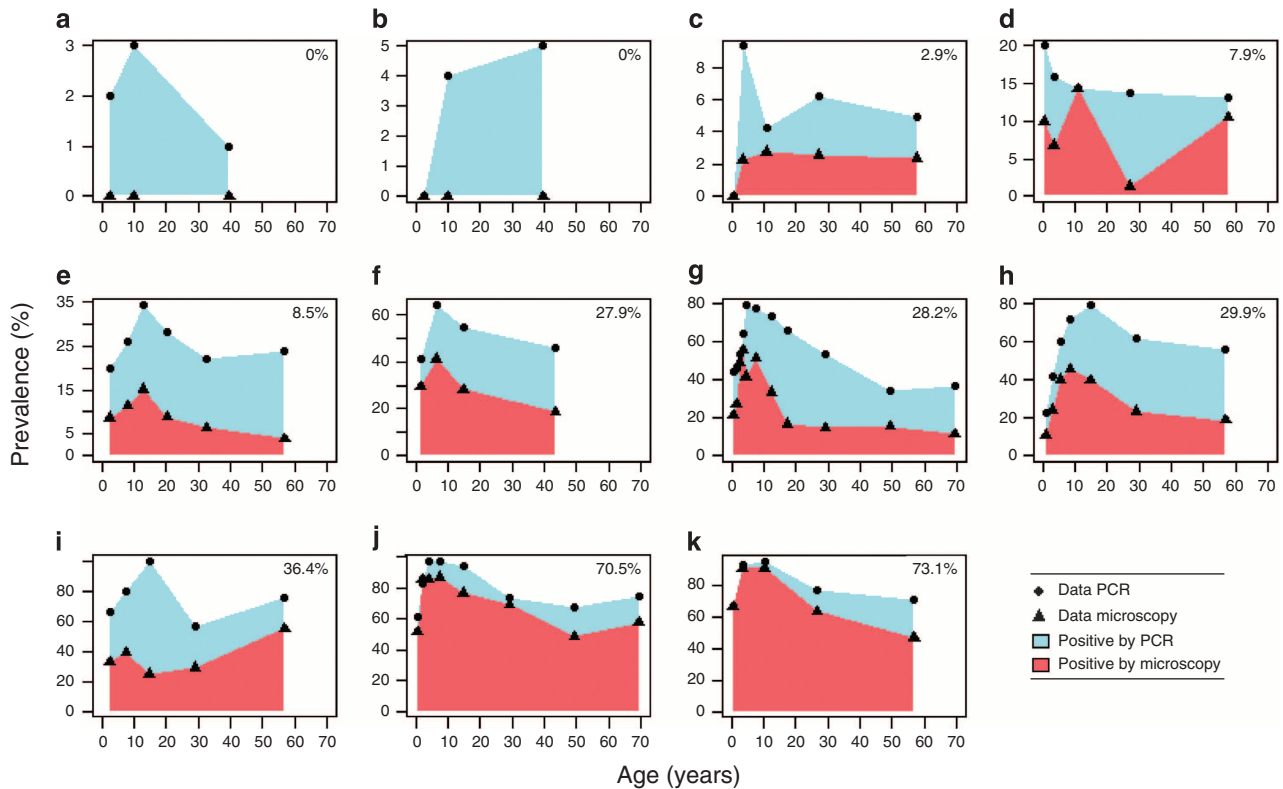 a
b
c
d
3
2
1
0
0%
0 10 20 30 40 50 60 70
5
4
3
2
1
0
0%
0 10 20 30 40 50 60 70
8
6
4
2
0
2.9%
0 10 20 30 40 50 60 70
20
15
10
5
0
7.9%
0 10 20 30 40 50 60 70
Prevalence (%)
e
f
g
h
35
25
15
5
0
8.5%
0 10 20 30 40 50 60 70
60
40
20
0
27.9%
0 10 20 30 40 50 60 70
80
60
40
20
0
28.2%
0 10 20 30 40 50 60 70
80
60
40
20
0
29.9%
0 10 20 30 40 50 60 70
i
j
k
80
60
40
20
0
36.4%
0 10 20 30 40 50 60 70
80
60
40
20
0
70.5%
0 10 20 30 40 50 60 70
80
60
40
20
0
73.1%
0 10 20 30 40 50 60 70
Data PCR
Data microscopy
Positive by PCR
Positive by microscopy
Age (years)